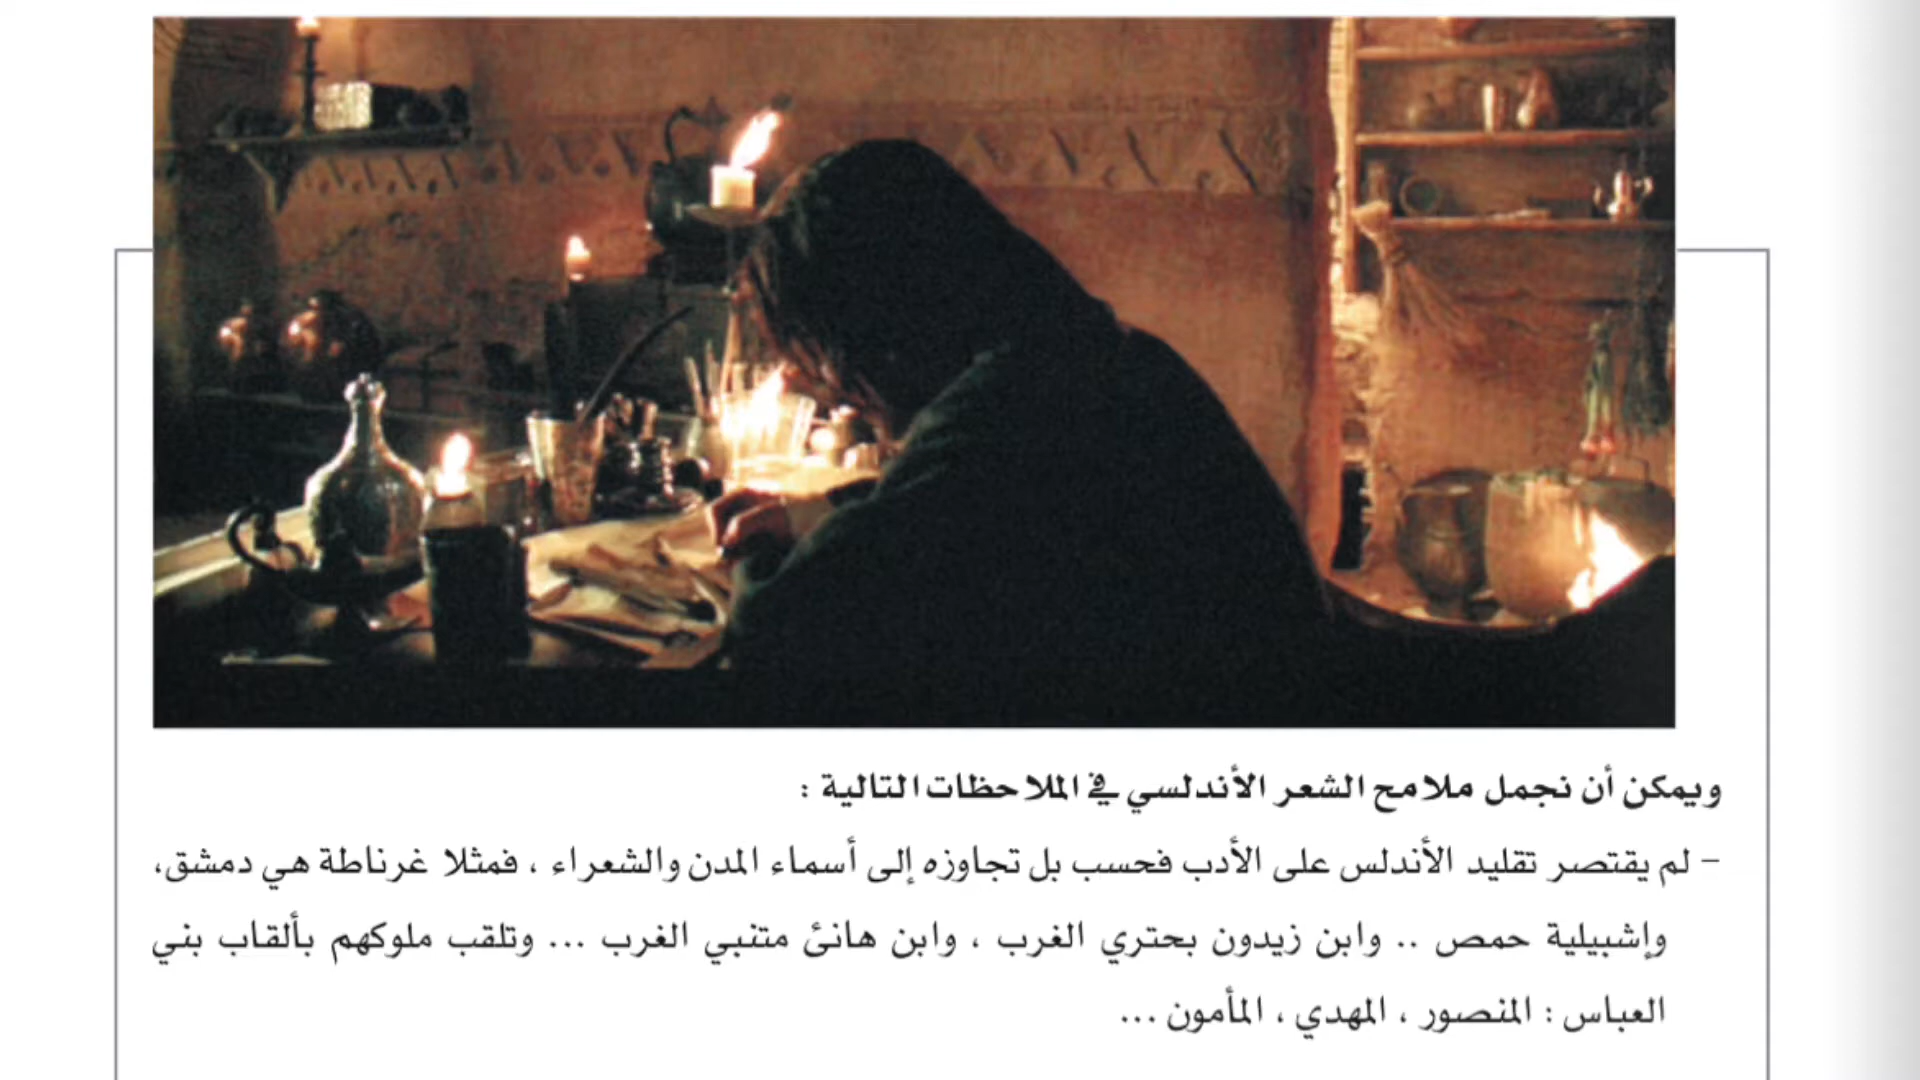 ويمكن أن نجمل ملامح الشعر الأندلسي في الملاحظات التالية :
– لم يقتصر تقليد الأندلس على الأدب فحسب بل تجاوزه إلى أسماء المدن والشعراء ، فمثلا غرناطة هي دمشق،
وإشبيلية حمص .. وابن زيدون بحتري الغرب ، وابن هانئ متنبي الغرب ... وتلقب ملوكهم بألقاب بني
العباس : المنصور ، المهدي ، المأمون ...